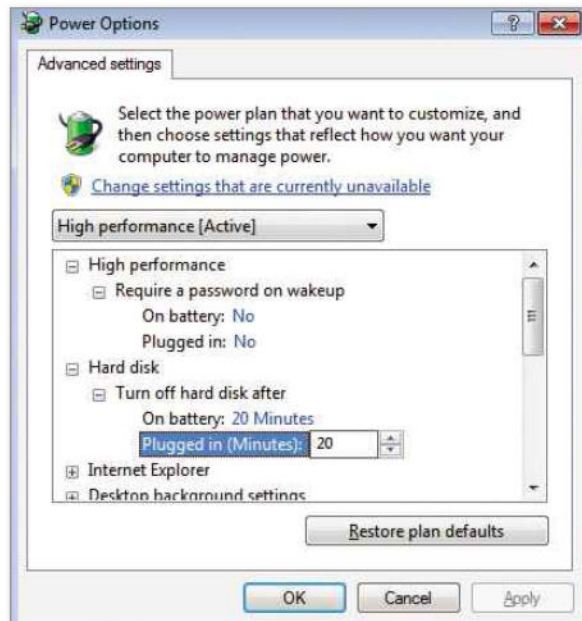 Power Options
Advanced settings
Select the power plan that you want to customize, and
then choose settings that reflect how you want your
computer to manage power.
Change settings that are currently unavailable
High performance [Active]
High performance
Require a password on wakeup
On battery: No
Plugged in: No
Hard disk
Turn off hard disk after
On battery: 20 Minutes
Plugged in (Minutes): 20
Internet Explorer
Desktop background settings
Restore plan defaults
OK Cancel Apply